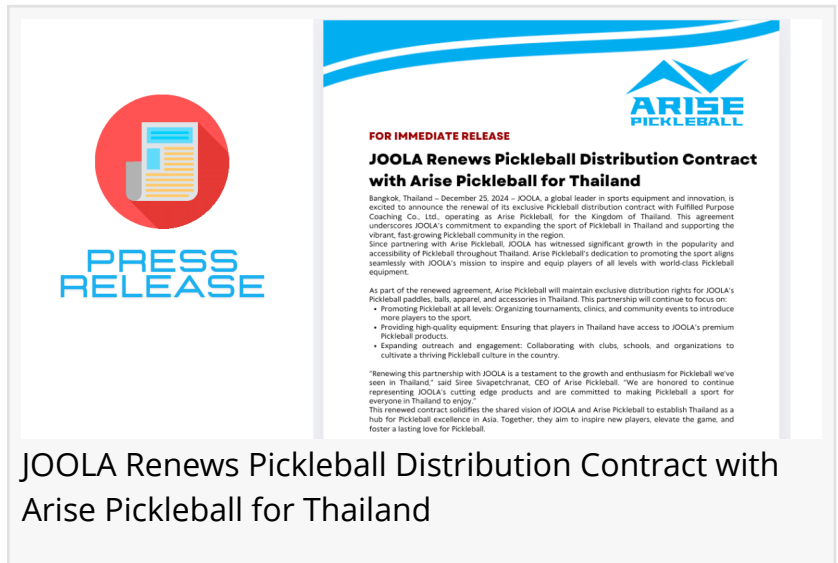 PRESS
RELEASE
ARISE
PICKLEBALL
FOR IMMEDIATE RELEASE
JOOLA Renews Pickleball Distribution Contract
with Arise Pickleball for Thailand
Bangkok, Thailand – December 25, 2024 – JOOLA, a global leader in sports equipment and innovation, is
excited to announce the renewal of its exclusive Pickleball distribution contract with Fulfilled Purpose
Coaching Co., Ltd., operating as Arise Pickleball, for the Kingdom of Thailand. This agreement
underscores JOOLA's commitment to expanding the sport of Pickleball in Thailand and supporting the
vibrant, fast-growing Pickleball community in the region.
Since partnering with Arise Pickleball, JOOLA has witnessed significant growth in the popularity and
accessibility of Pickleball throughout Thailand. Arise Pickleball's dedication to promoting the sport aligns
seamlessly with JOOLA's mission to inspire and equip players of all levels with world-class Pickleball
equipment.
As part of the renewed agreement, Arise Pickleball will maintain exclusive distribution rights for JOOLA's
Pickleball paddles, balls, apparel, and accessories in Thailand. This partnership will continue to focus on:
• Promoting Pickleball at all levels: Organizing tournaments, clinics, and community events to introduce
more players to the sport.
• Providing high-quality equipment: Ensuring that players in Thailand have access to JOOLA's premium
Pickleball products.
• Expanding outreach and engagement: Collaborating with clubs, schools, and organizations to
cultivate a thriving Pickleball culture in the country.
"Renewing this partnership with JOOLA is a testament to the growth and enthusiasm for Pickleball we've
seen in Thailand," said Siree Sivapetchranat, CEO of Arise Pickleball. "We are honored to continue
representing JOOLA's cutting edge products and are committed to making Pickleball a sport for
everyone in Thailand to enjoy."
This renewed contract solidifies the shared vision of JOOLA and Arise Pickleball to establish Thailand as a
hub for Pickleball excellence in Asia. Together, they aim to inspire new players, elevate the game, and
foster a lasting love for Pickleball.
JOOLA Renews Pickleball Distribution Contract with
Arise Pickleball for Thailand